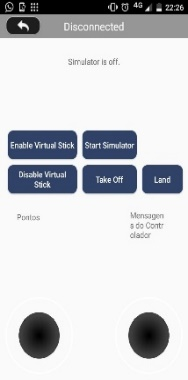 4G 22:26
Disconnected
Simulator is off.
Enable Virtual Stick Start Simulator
Disable Virtual
Stick Take Off Land
Pontos Mensagen
s do Contr
olador